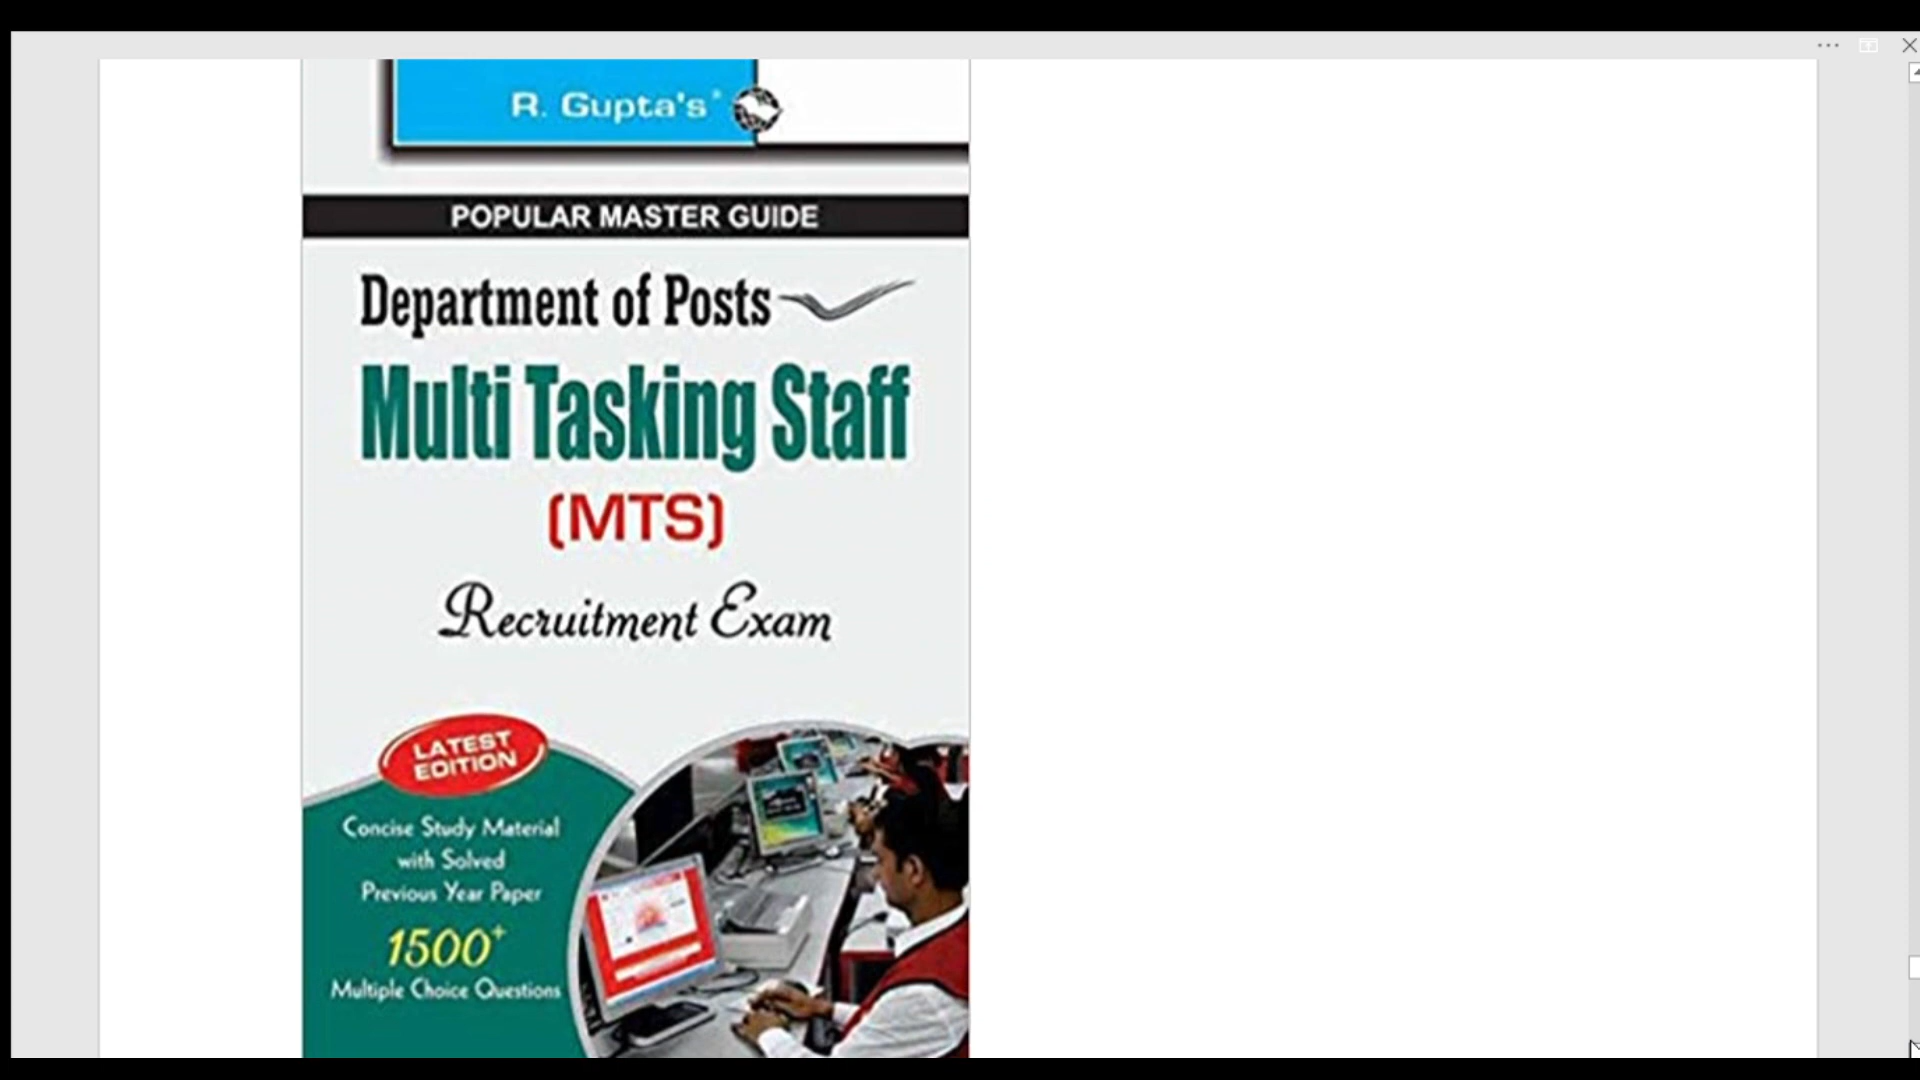 R. Gupta's®
POPULAR MASTER GUIDE
Department of Posts
Multi Tasking Staff
(MTS)
Recruitment Exam
LATEST
EDITION
Concise Study Material
with Solved
Previous Year Paper
1500+
Multiple Choice Questions